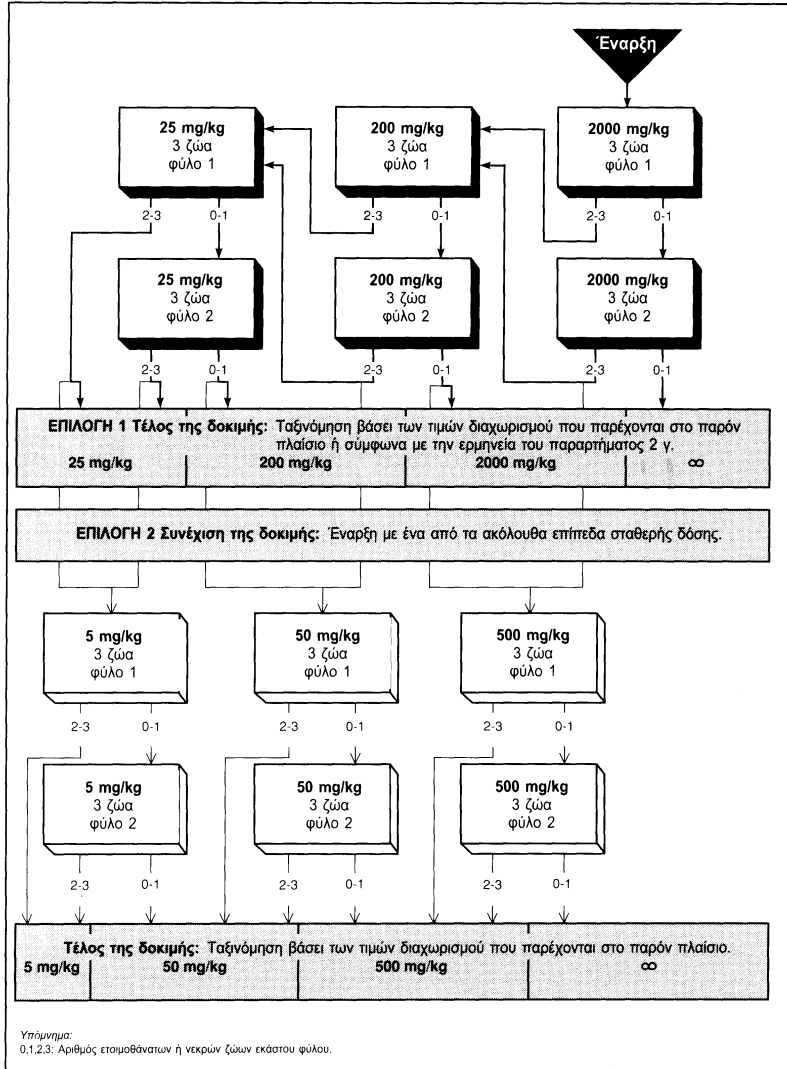 Έναρξη
25 mg/kg
3 ζώα
φύλο 1
200 mg/kg
3 ζώα
φύλο 1
2000 mg/kg
3 ζώα
φύλο 1
2-3
0-1
2-3
0-1
2-3
0-1
25 mg/kg
3 ζώα
φύλο 2
200 mg/kg
3 ζώα
φύλο 2
2000 mg/kg
3 ζώα
φύλο 2
2-3
0-1
2-3
0-1
2-3
0-1
ΕΠΙΛΟΓΗ 1 Τέλος της δοκιμής: Ταξινόμηση βάσει των τιμών διαχωρισμού που παρέχονται στο παρόν
πλαίσιο ή σύμφωνα με την ερμηνεία του παραρτήματος 2 γ.
25 mg/kg
200 mg/kg
2000 mg/kg
∞
ΕΠΙΛΟΓΗ 2 Συνέχιση της δοκιμής: Έναρξη με ένα από τα ακόλουθα επίπεδα σταθερής δόσης.
5 mg/kg
3 ζώα
φύλο 1
50 mg/kg
3 ζώα
φύλο 1
500 mg/kg
3 ζώα
φύλο 1
2-3
0-1
2-3
0-1
2-3
0-1
5 mg/kg
3 ζώα
φύλο 2
50 mg/kg
3 ζώα
φύλο 2
500 mg/kg
3 ζώα
φύλο 2
2-3
0-1
2-3
0-1
2-3
0-1
Τέλος της δοκιμής: Ταξινόμηση βάσει των τιμών διαχωρισμού που παρέχονται στο παρόν πλαίσιο.
5 mg/kg
50 mg/kg
500 mg/kg
∞
Υπόμνημα:
0,1,2,3: Αριθμός ετοιμοθάνατων ή νεκρών ζώων εκάστου φύλου.